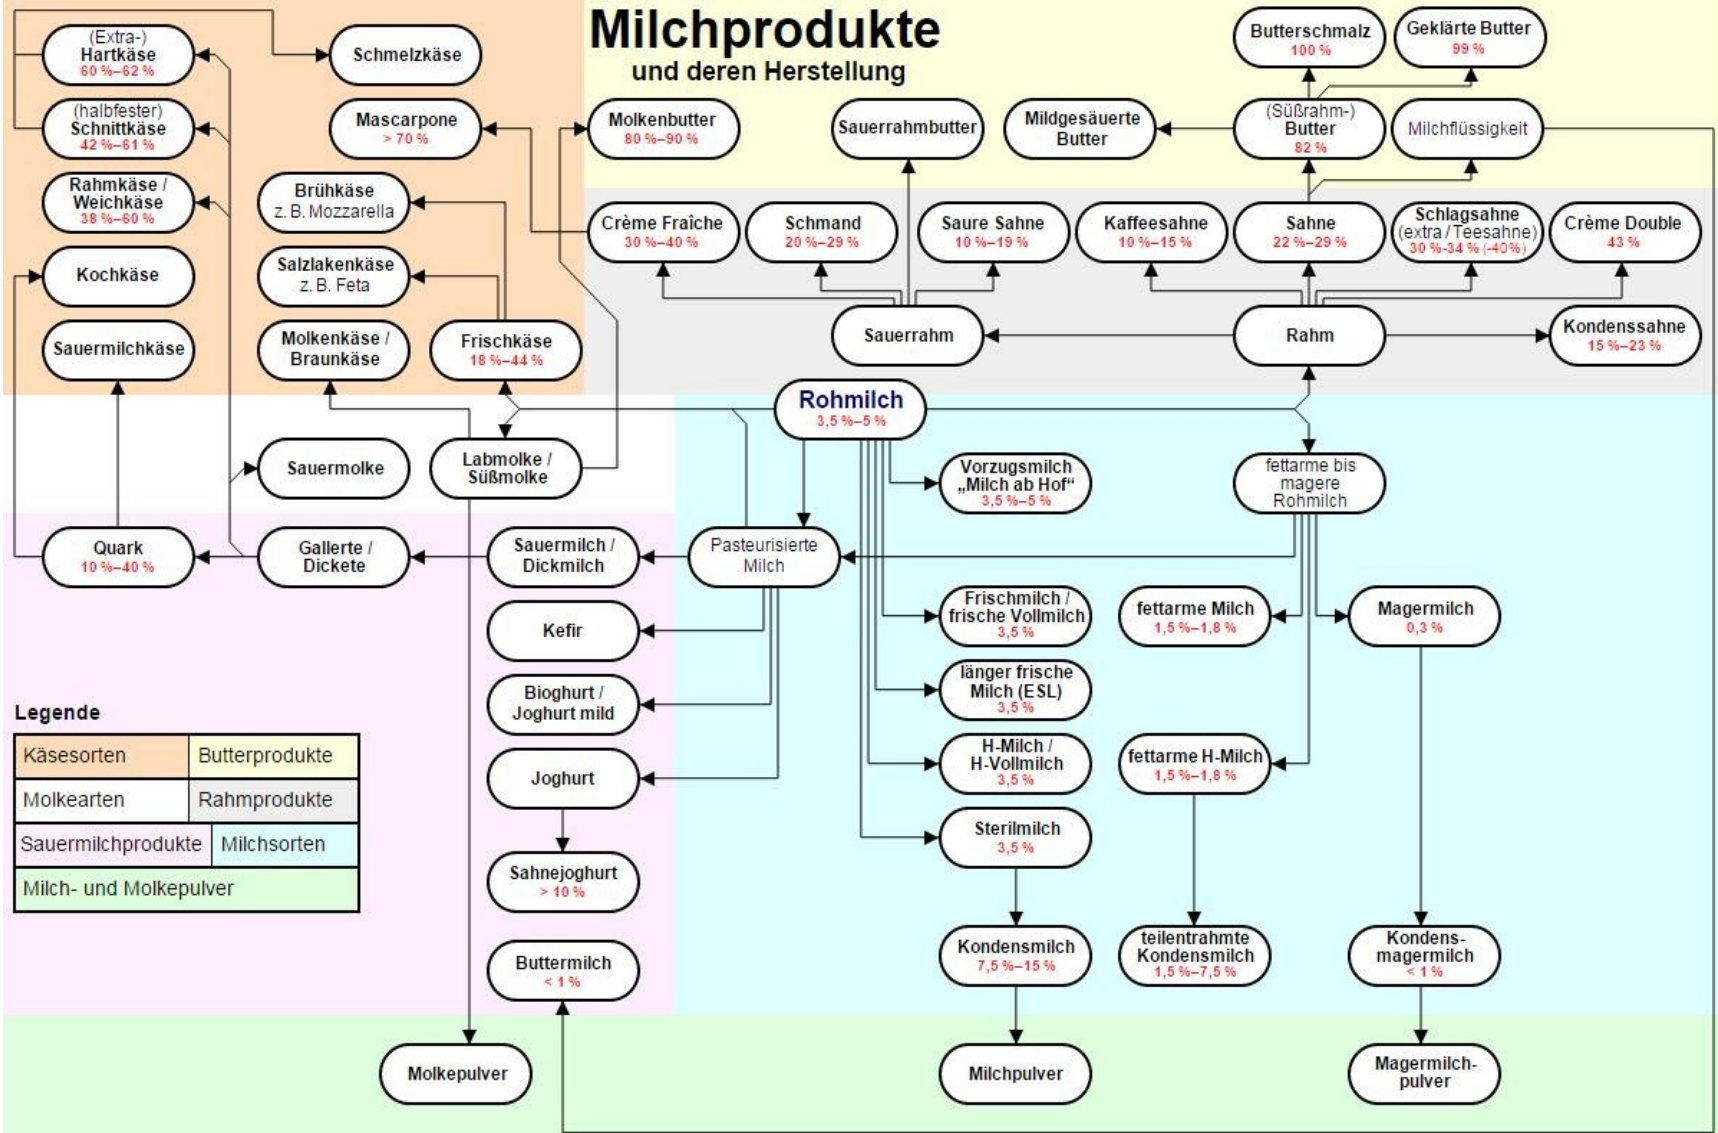 Milchprodukte
und deren Herstellung
(Extra-)
Hartkäse
60 %–62 %
Schmelzkäse
Butterschmalz
100 %
Geklärte Butter
99 %
(halbfester)
Schnittkäse
42 %–61 %
Mascarpone
> 70 %
Molkenbutter
80 %–90 %
Sauerrahmbutter
Mildgesäuerte
Butter
(Süßrahm-)
Butter
82 %
Milchflüssigkeit
Rahmkäse /
Weichkäse
38 %–60 %
Brühkäse
z. B. Mozzarella
Crème Fraîche
30 %–40 %
Schmand
20 %–29 %
Saure Sahne
10 %–19 %
Kaffeesahne
10 %–15 %
Sahne
22 %–29 %
Schlagsahne
(extra / Teesahne)
30 %-34 % (-40%)
Crème Double
43 %
Kochkäse
Salzlakenkäse
z. B. Feta
Sauermilchkäse
Molkenkäse /
Braunkäse
Frischkäse
18 %–44 %
Sauerrahm
Rahm
Kondenssahne
15 %–23 %
Rohmilch
3,5 %–5 %
Sauermolke
Labmolke /
Süßmolke
Vorzugsmilch
„Milch ab Hof“
3,5 %–5 %
fettarme bis
magere
Rohmilch
Quark
10 %–40 %
Gallerte /
Dickete
Sauermilch /
Dickmilch
Pasteurisierte
Milch
Kefir
Frischmilch /
frische Vollmilch
3,5 %
fettarme Milch
1,5 %–1,8 %
Magermilch
0,3 %
Bioghurt /
Joghurt mild
länger frische
Milch (ESL)
3,5 %
Joghurt
H-Milch /
H-Vollmilch
3,5 %
fettarme H-Milch
1,5 %–1,8 %
Sterilmilch
3,5 %
Sahnejoghurt
> 10 %
Buttermilch
< 1 %
Kondensmilch
7,5 %–15 %
teilentrahmte
Kondensmilch
1,5 %–7,5 %
Kondens-
magermilch
< 1 %
Molkepulver
Milchpulver
Magermilch-
pulver
Legende
Käsesorten
Butterprodukte
Molkearten
Rahmprodukte
Sauermilchprodukte
Milchsorten
Milch- und Molkepulver